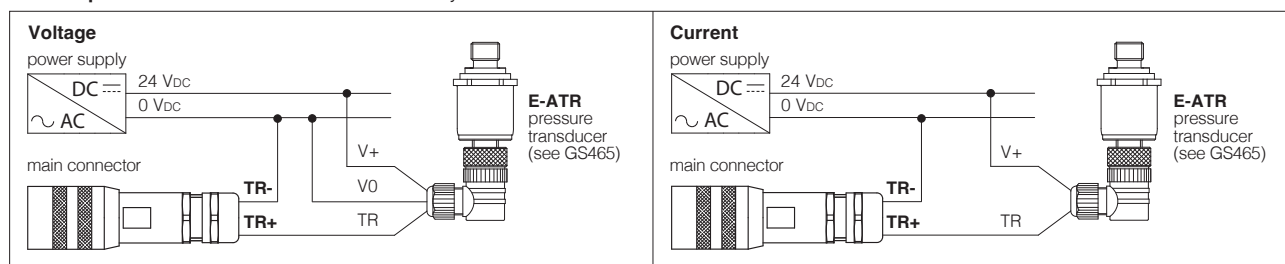 Voltage
power supply
DC
AC
24 VDC
0 VDC
E-ATR
pressure
transducer
(see GS465)
main connector
V+
TR-
V0
TR+
TR
Current
power supply
DC
AC
24 VDC
0 VDC
E-ATR
pressure
transducer
(see GS465)
main connector
V+
TR-
TR+
TR